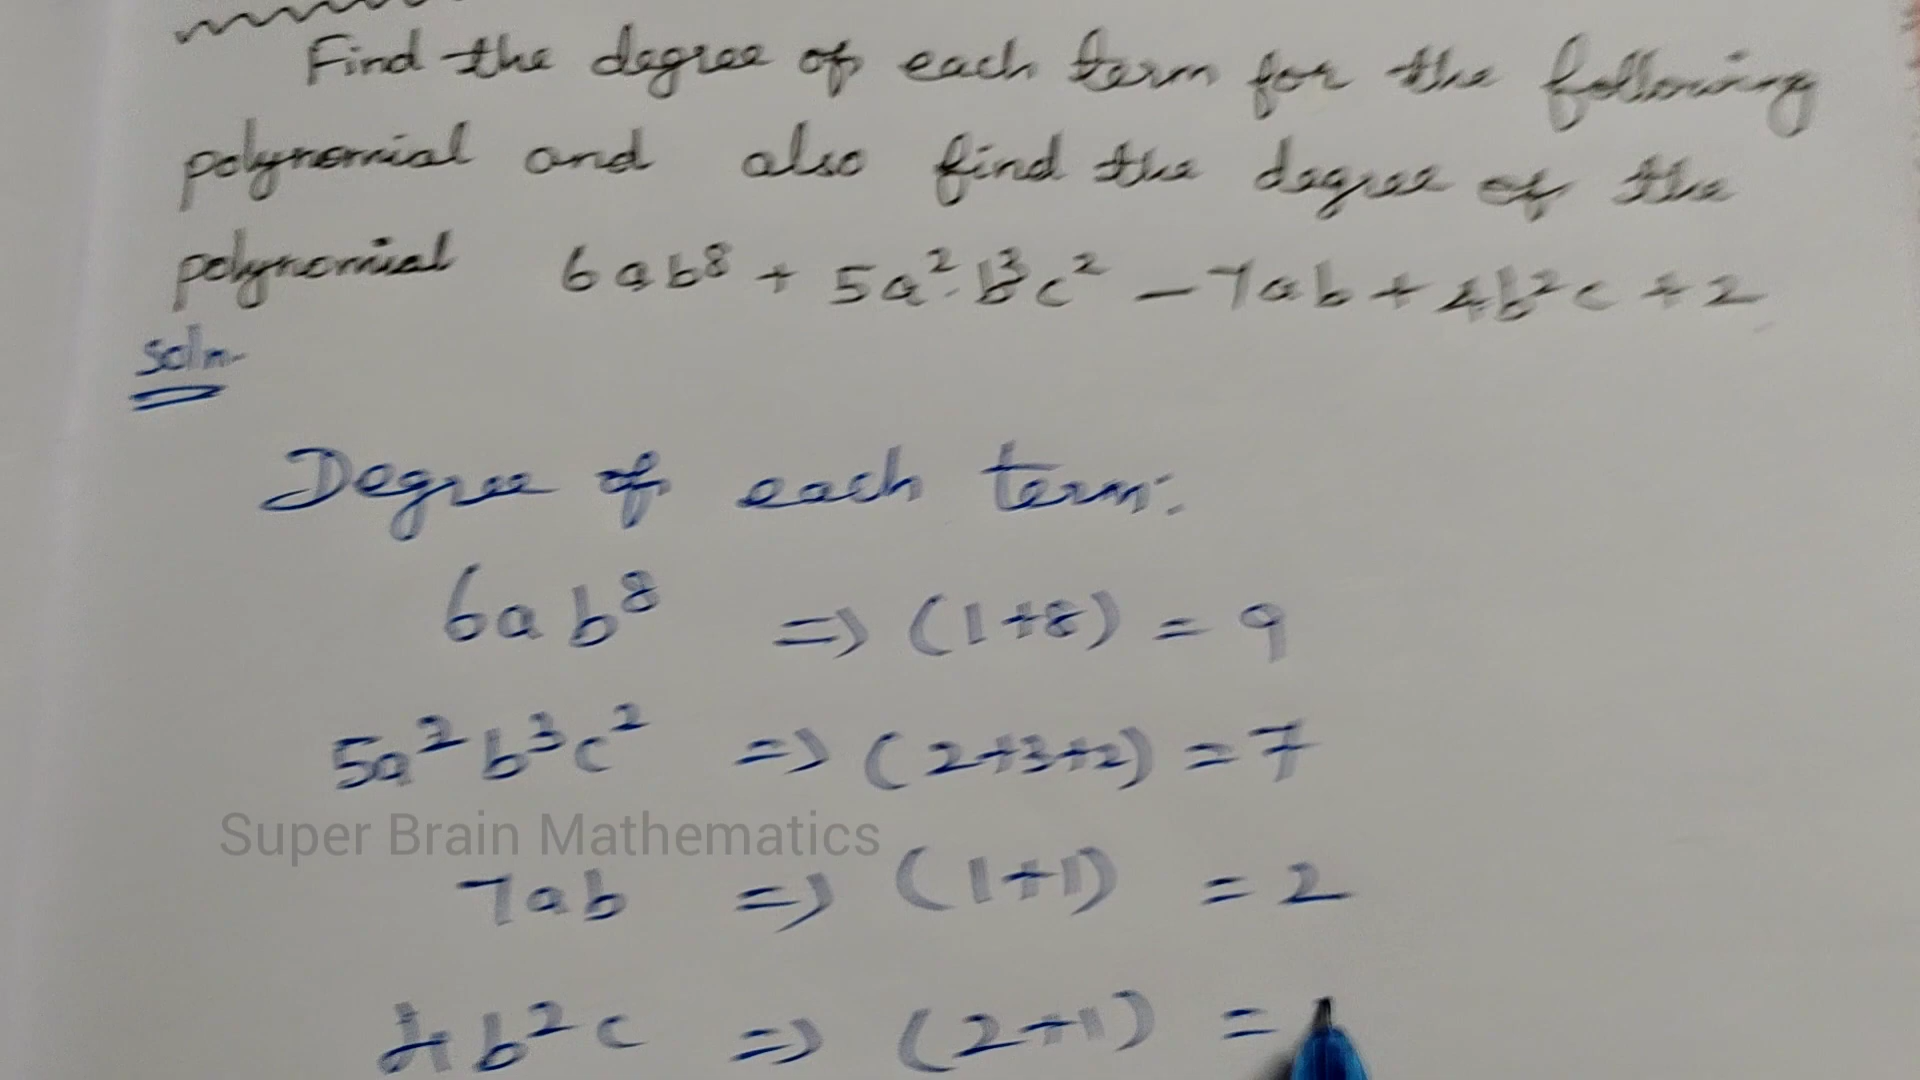 Find the degree of each term for the following
polynomial and also find the degree of the
polynomial 6ab⁸ + 5a²·b³c² - 7ab + 4b²c + 2
Soln.
Degree of each term:
6ab⁸ => (1+8) = 9
5a²b³c² => (2+3+2) = 7
Super Brain Mathematics
7ab => (1+1) = 2
4b²c => (2+1) =